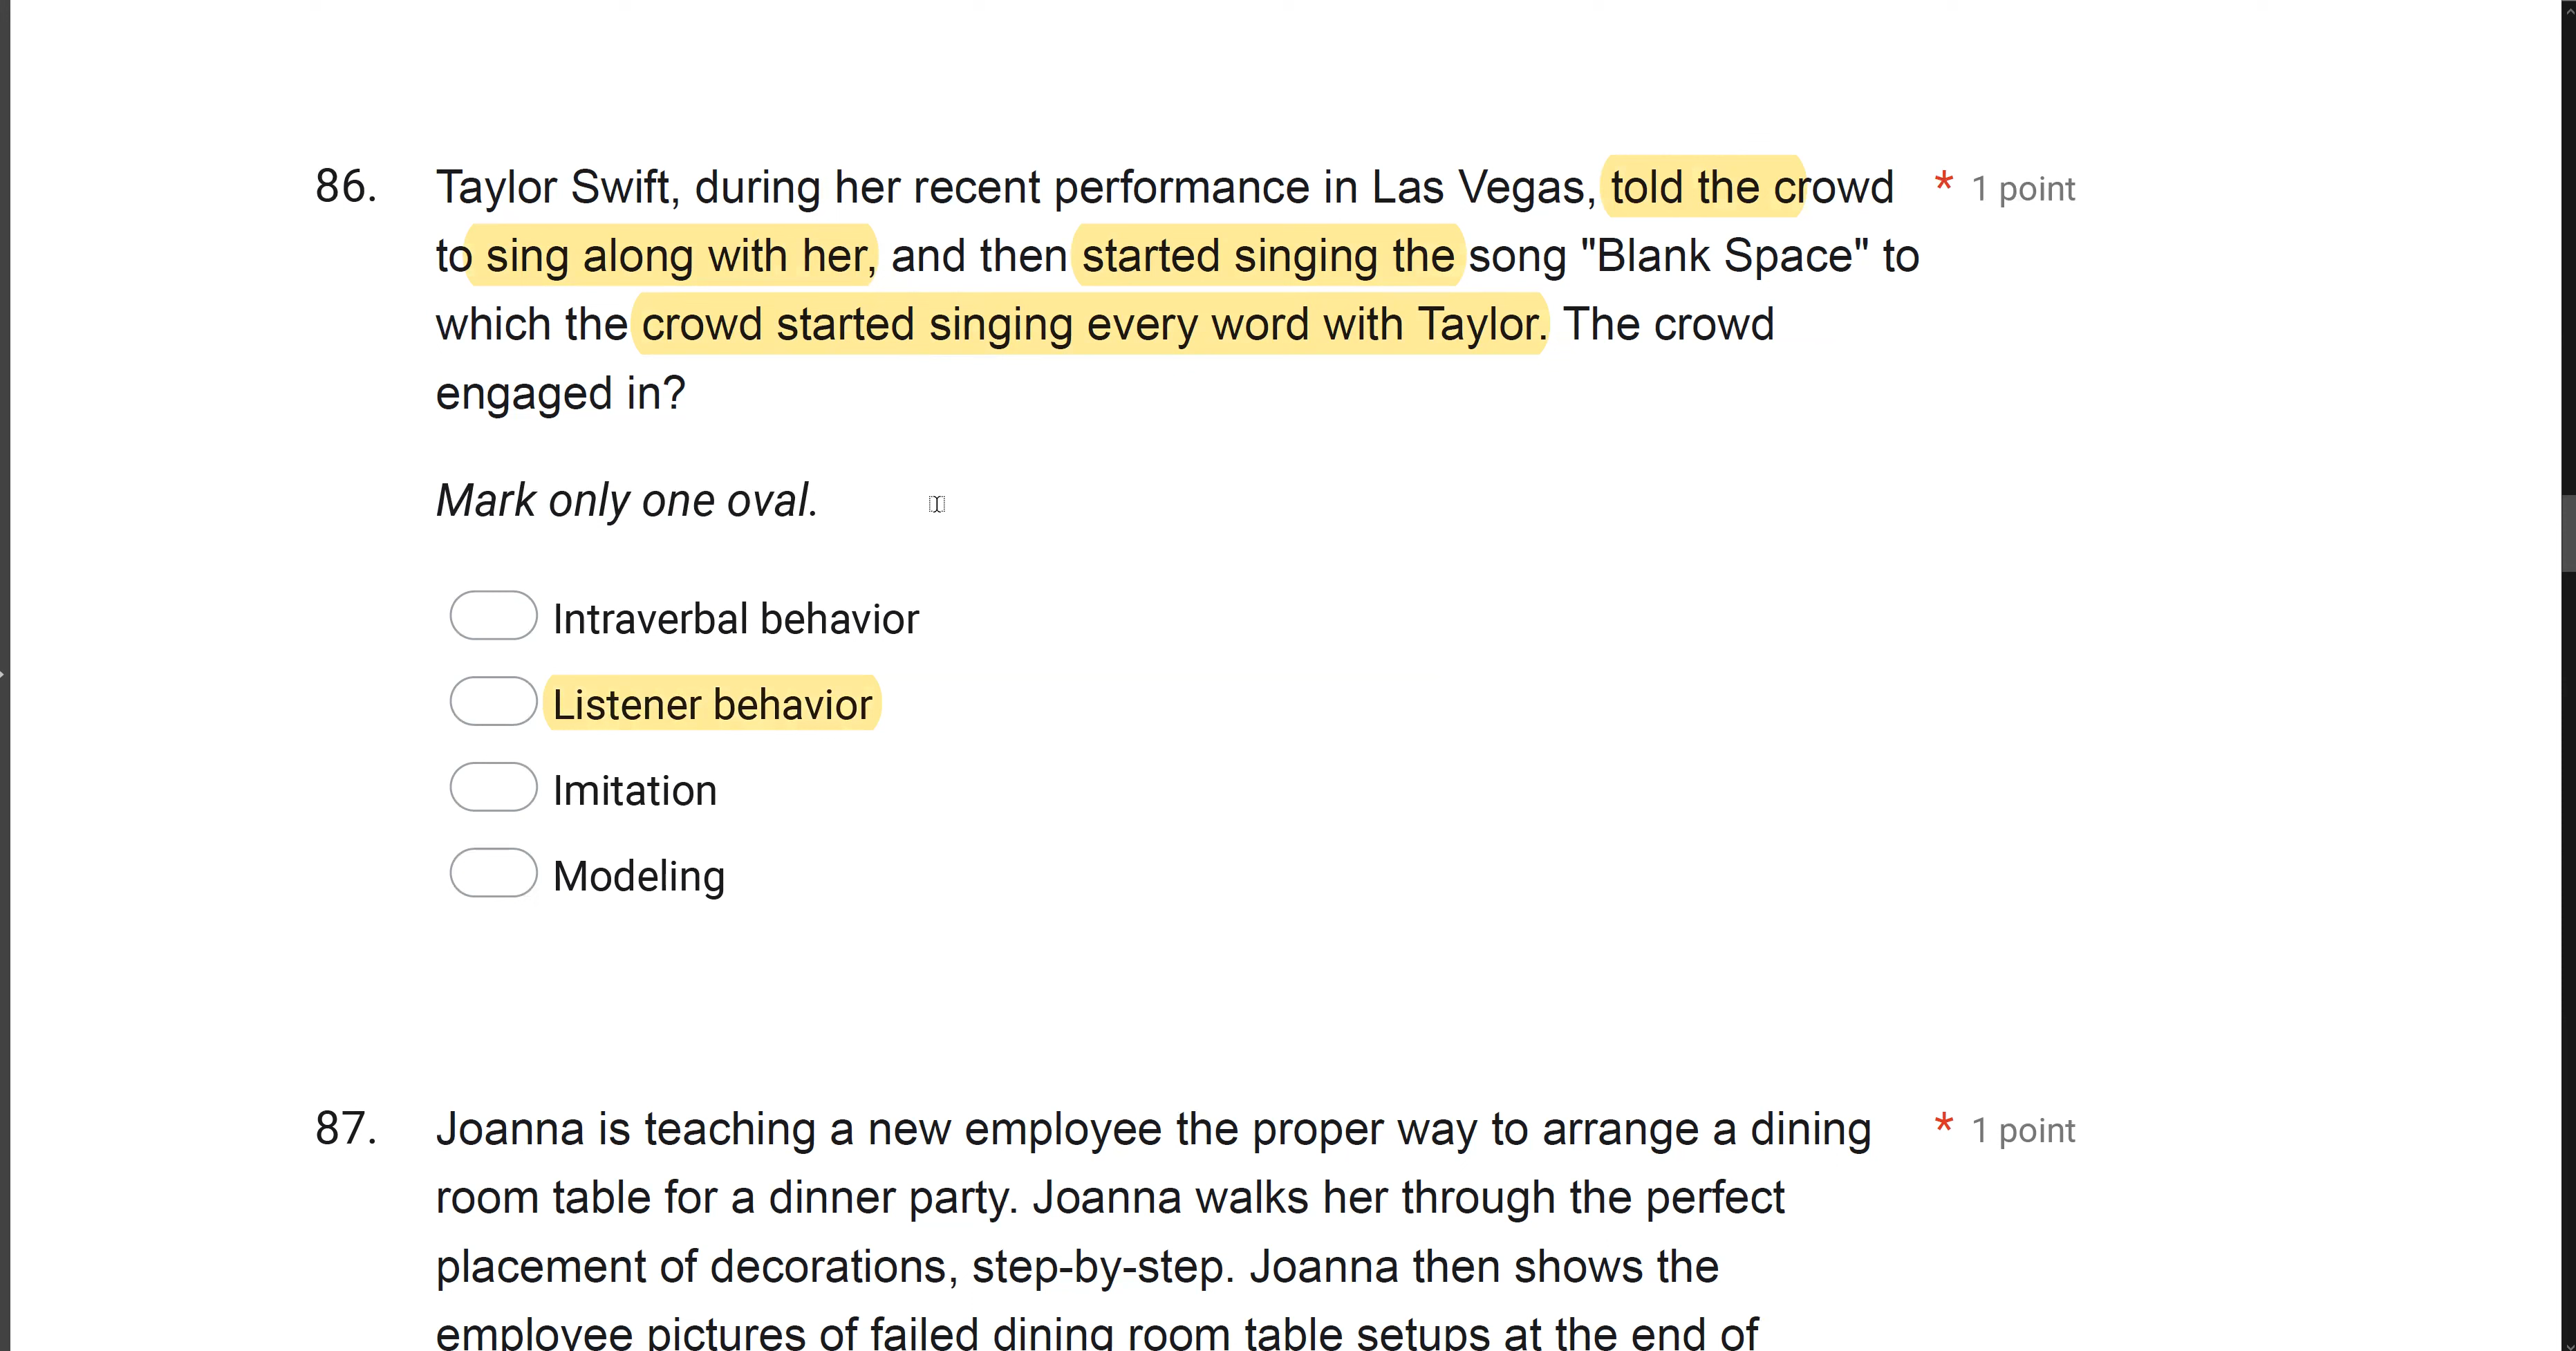 86. Taylor Swift, during her recent performance in Las Vegas, told the crowd * 1 point
to sing along with her, and then started singing the song "Blank Space" to
which the crowd started singing every word with Taylor. The crowd
engaged in?
Mark only one oval.
Intraverbal behavior
Listener behavior
Imitation
Modeling
87. Joanna is teaching a new employee the proper way to arrange a dining * 1 point
room table for a dinner party. Joanna walks her through the perfect
placement of decorations, step-by-step. Joanna then shows the
employee pictures of failed dining room table setups at the end of